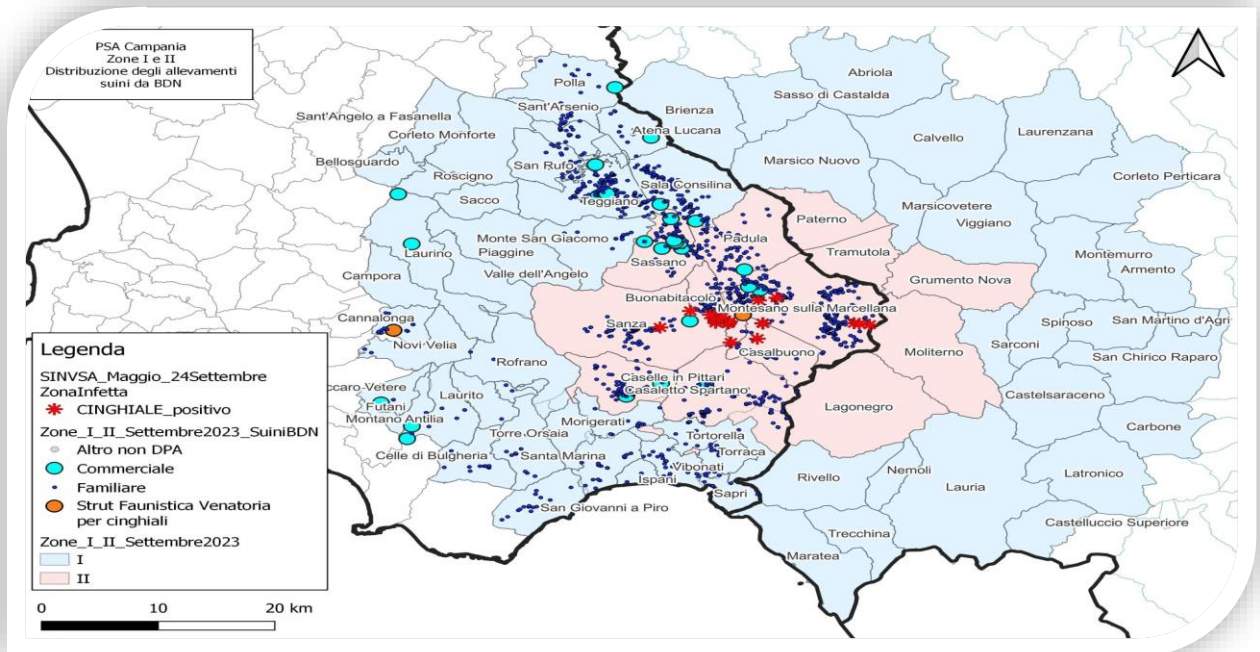 PSA Campania
Zone I e II
Distribuzione degli allevamenti
suini da BDN
Abriola
Polla
Sasso di Castalda
Brienza
Sant'Arsenio
Sant'Angelo a Fasanella
Atena Lucana
Calvello
Laurenzana
Corleto Monforte
Bellosguardo
San Rufo
Marsico Nuovo
Roscigno
Sala Consilina
Corleto Perticara
Sacco
Teggiano
Marsicovetere
Paterno
Viggiano
Monte San Giacomo
Padula
Laurino
Piaggine
Tramutola
Montemurro
Sassano
Armento
Campora
Valle dell'Angelo
Grumento Nova
Buonabitacolo
Montesano sulla Marcellana
Cannalonga
Sanza
Spinoso
San Martino d'Agri
Novi Velia
Sarconi
Casalbuono
Moliterno
San Chirico Raparo
Rofrano
Caselle in Pittari
Casaletto Spartano
Castelsaraceno
ccaro Vetere
Laurito
Lagonegro
Futani
Montano Antilia
Morigerati
Carbone
Torre Orsaia
Tortorella
Celle di Bulgheria
Santa Marina
Torraca
Vibonati
Nemoli
Latronico
Ispani
Rivello
Lauria
Sapri
San Giovanni a Piro
Castelluccio Superiore
Trecchina
Maratea
Legenda
SINVSA_Maggio_24Settembre
ZonaInfetta
CINGHIALE_positivo
Zone_I_II_Settembre2023_SuiniBDN
Altro non DPA
Commerciale
Familiare
Strut Faunistica Venatoria
per cinghiali
Zone_I_II_Settembre2023
I
II
0 10 20 km